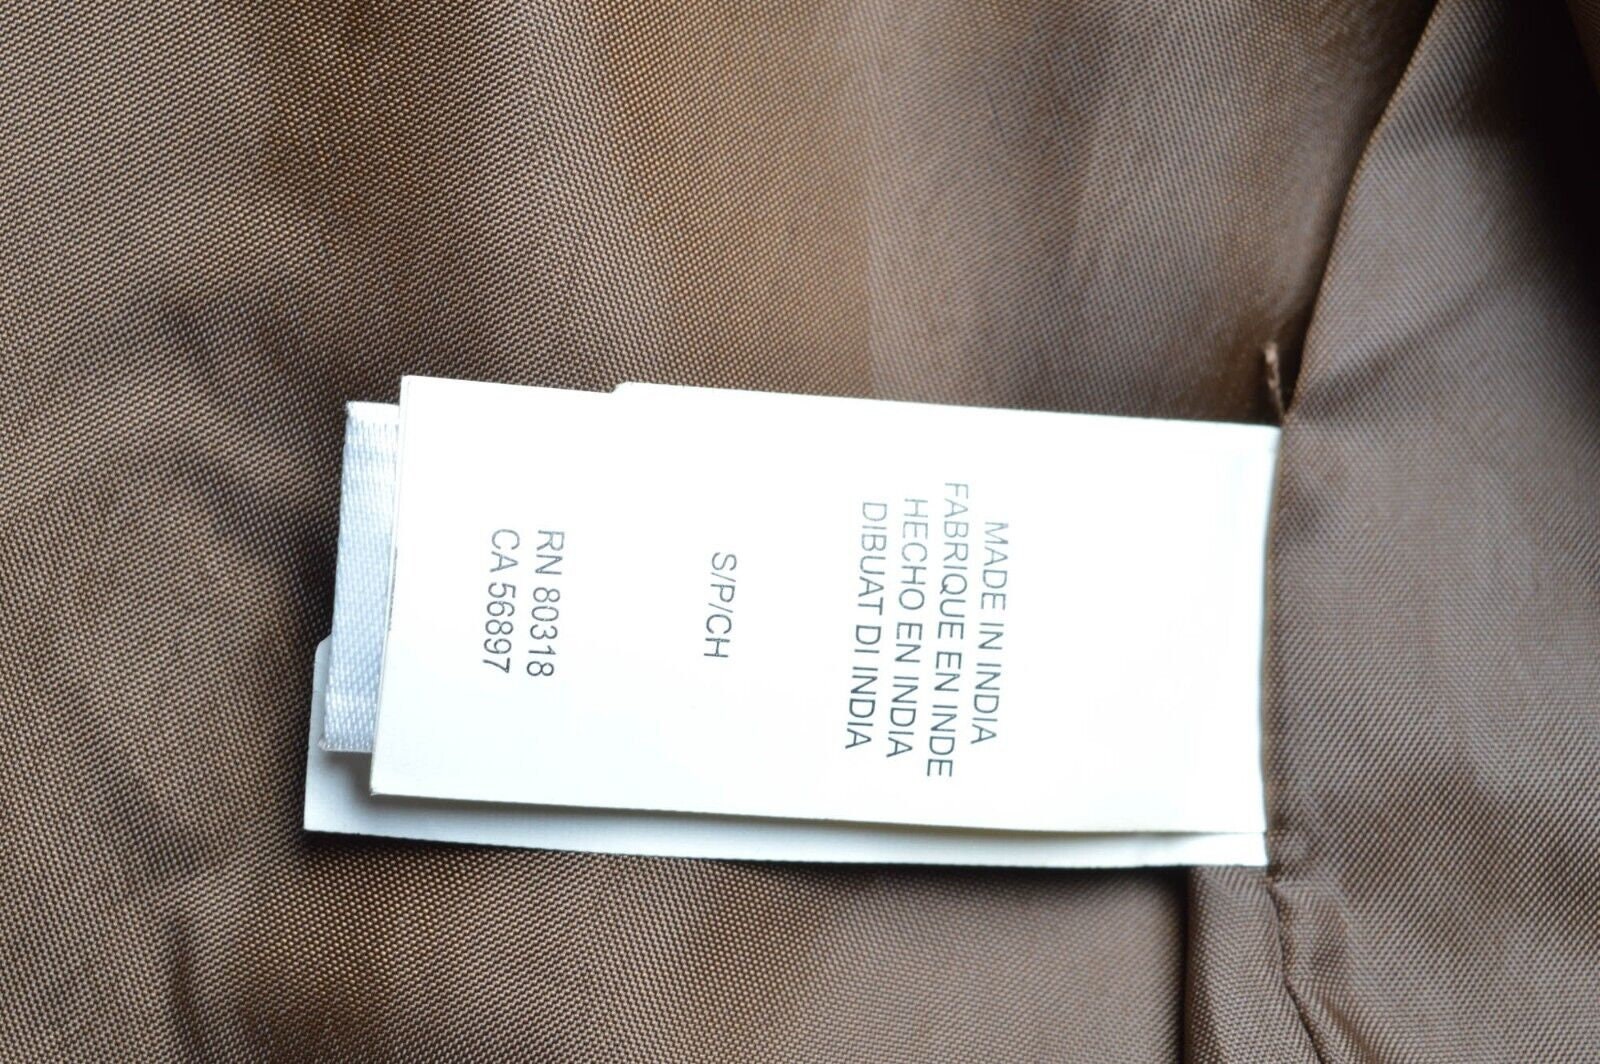 MADE IN INDIA
FABRIQUE EN INDE
HECHO EN INDIA
DIBUAT DI INDIA
S/P/CH
RN 80318
CA 56897